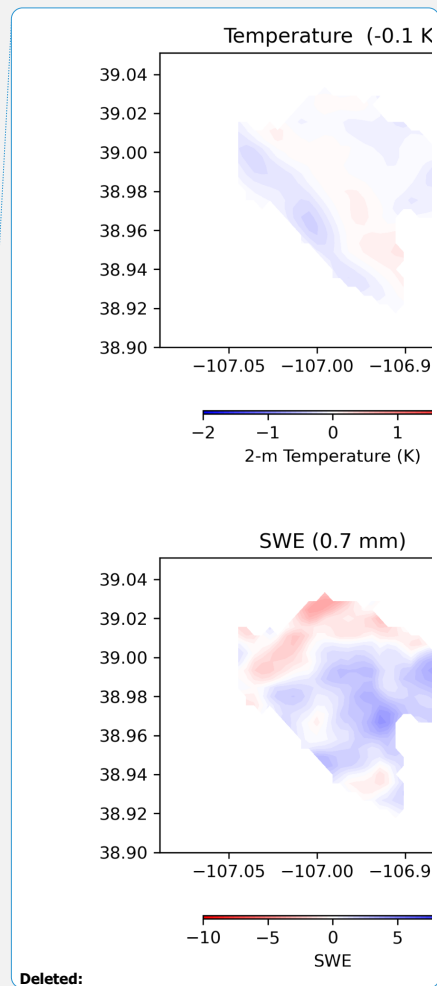 Temperature (-0.1 K
39.04
39.02
39.00
38.98
38.96
38.94
38.92
38.90
−107.05 −107.00 −106.9
−2 −1 0 1
2-m Temperature (K)
SWE (0.7 mm)
39.04
39.02
39.00
38.98
38.96
38.94
38.92
38.90
−107.05 −107.00 −106.9
−10 −5 0 5
SWE
Deleted: